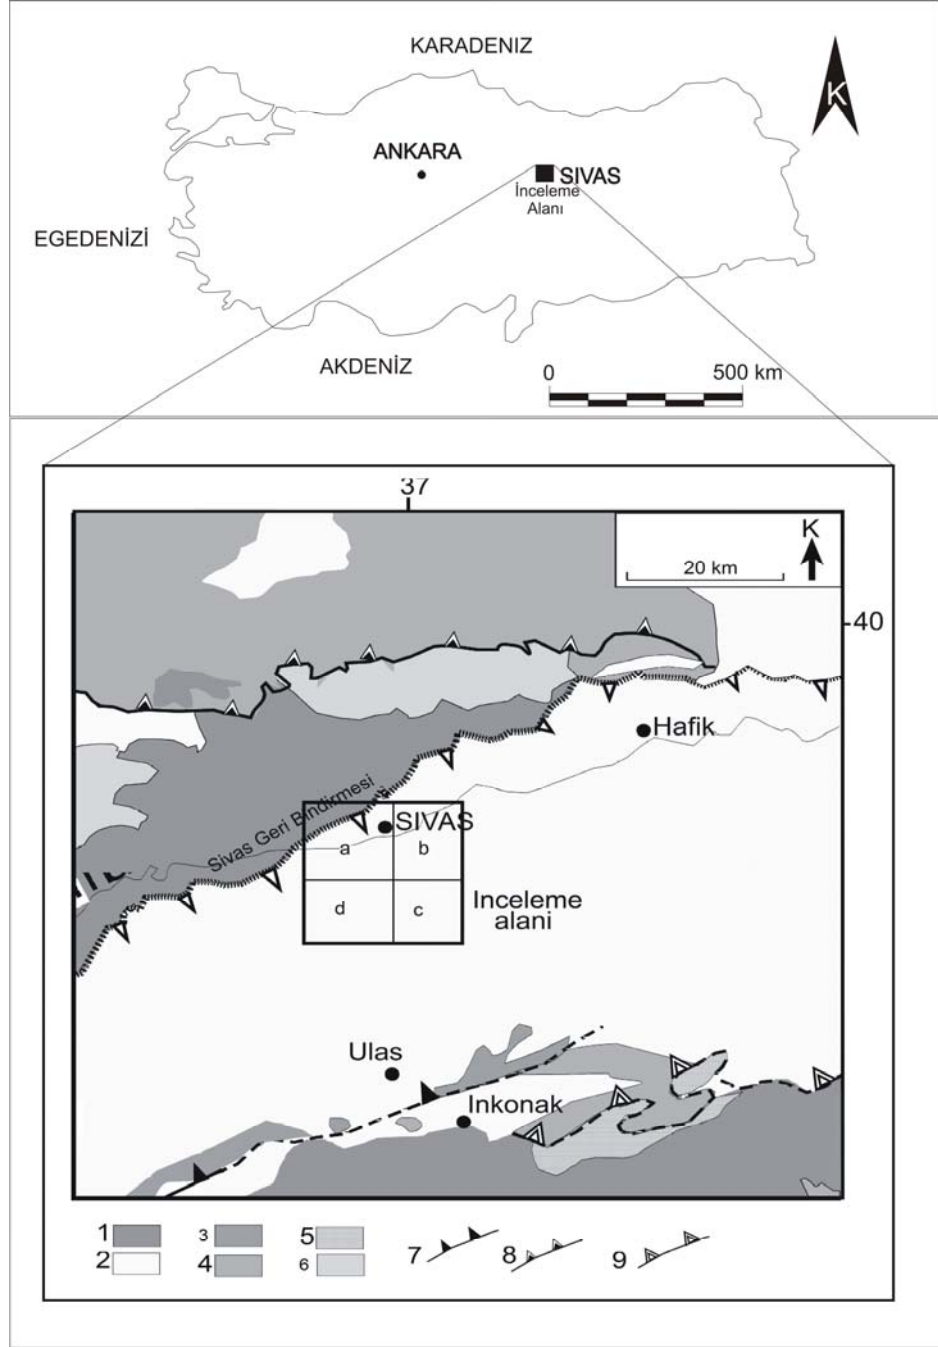 KARADENIZ
K
ANKARA
SIVAS
İnceleme
Alanı
EGEDENİZİ
AKDENİZ
0
500 km
37
K
20 km
40
Hafik
Sivas Geri Bindirmesi
SIVAS
a
b
d
c
Inceleme
alani
Ulas
Inkonak
1
3
5
7
8
9
2
4
6